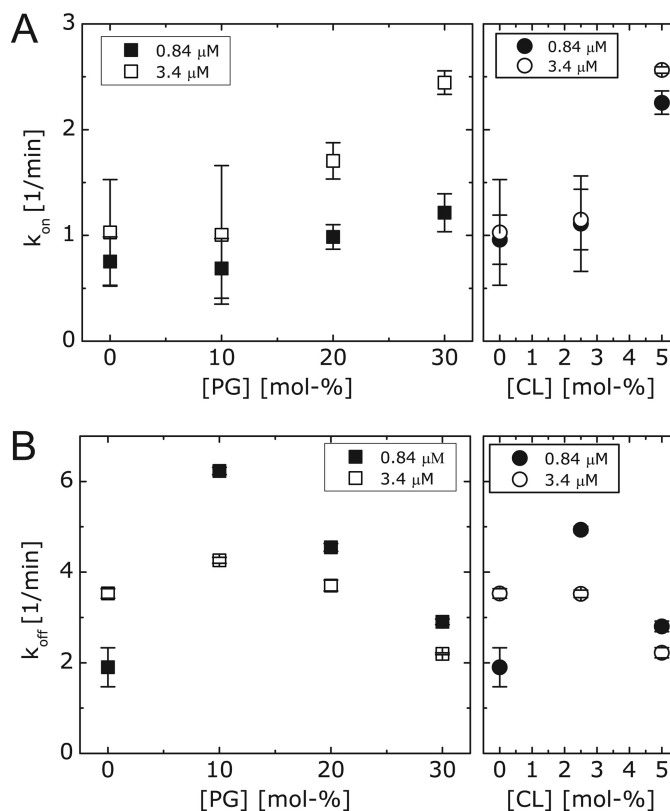 A
3
2
1
0
k_on [1/min]
0.84 μM
3.4 μM
0 10 20 30
[PG] [mol-%]
0.84 μM
3.4 μM
0 1 2 3 4 5
[CL] [mol-%]
B
6
4
2
0
k_off [1/min]
0.84 μM
3.4 μM
0 10 20 30
[PG] [mol-%]
0.84 μM
3.4 μM
0 1 2 3 4 5
[CL] [mol-%]